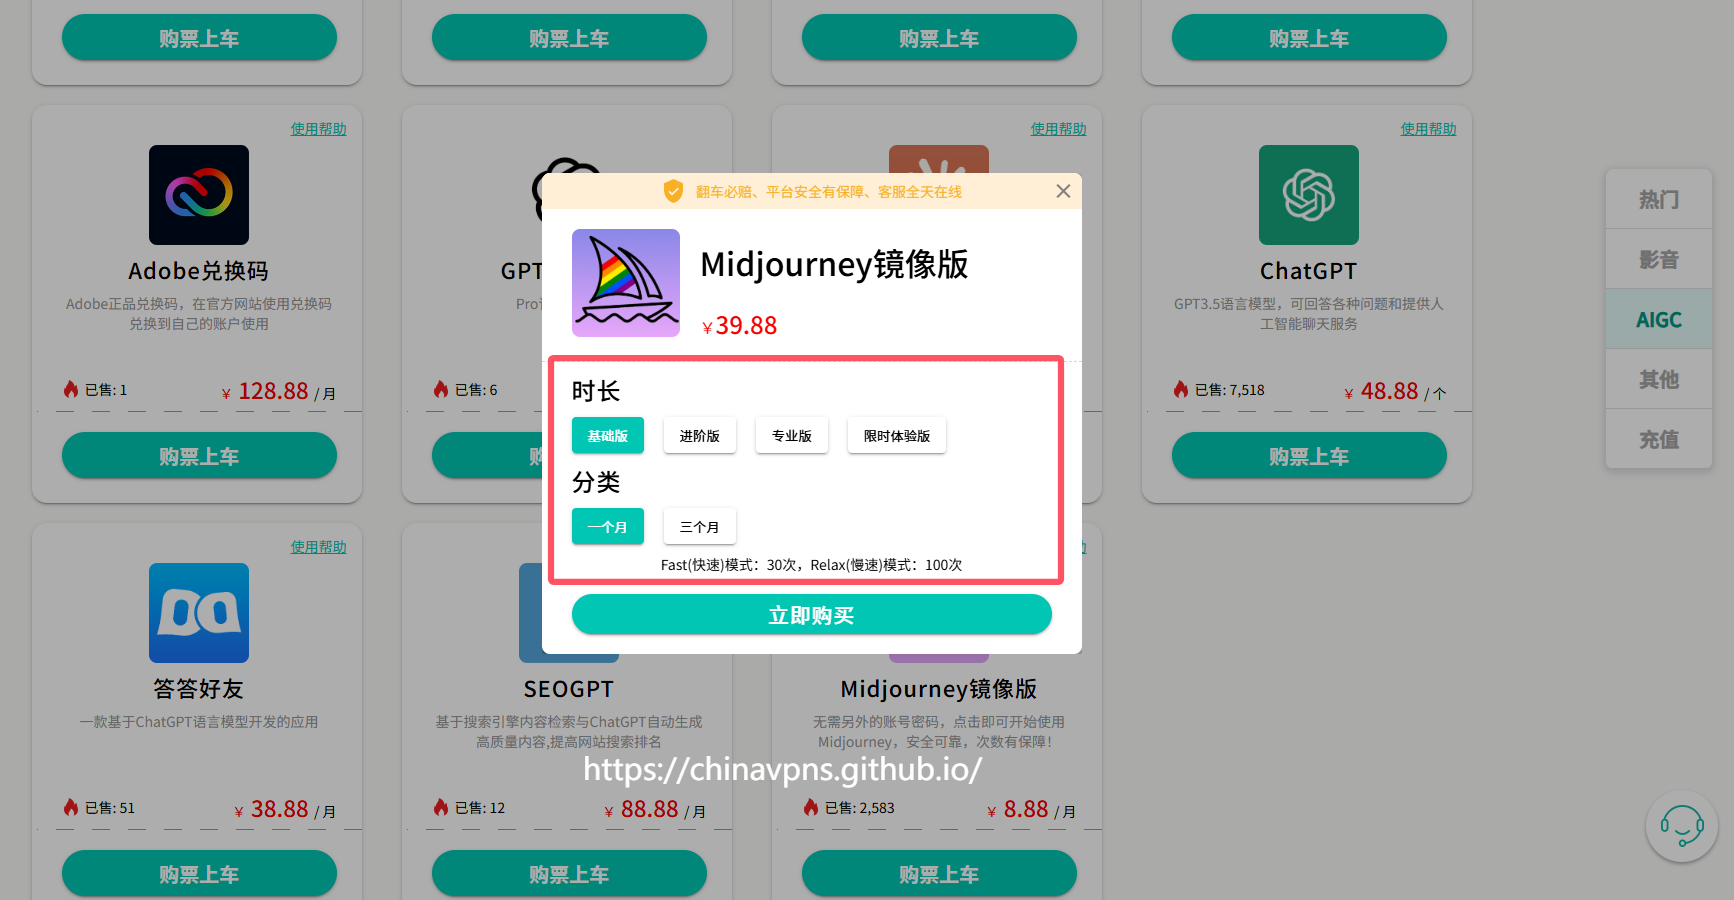 购票上车
购票上车
购票上车
购票上车
使用帮助
使用帮助
使用帮助
翻车必赔、平台安全有保障、客服全天在线
Midjourney镜像版
¥39.88
时长
基础版
进阶版
专业版
限时体验版
分类
一个月
三个月
Fast(快速)模式：30次，Relax(慢速)模式：100次
立即购买
Adobe兑换码
Adobe正品兑换码，在官方网站使用兑换码
兑换到自己的账户使用
已售: 1
¥ 128.88 / 月
购票上车
GPT
Pro
已售: 6
购
ChatGPT
GPT3.5语言模型，可回答各种问题和提供人
工智能聊天服务
已售: 7,518
¥ 48.88 / 个
购票上车
热门
影音
AIGC
其他
充值
使用帮助
答答好友
一款基于ChatGPT语言模型开发的应用
已售: 51
¥ 38.88 / 月
购票上车
SEOGPT
基于搜索引擎内容检索与ChatGPT自动生成
高质量内容,提高网站搜索排名
已售: 12
¥ 88.88 / 月
购票上车
Midjourney镜像版
无需另外的账号密码，点击即可开始使用
Midjourney，安全可靠，次数有保障！
已售: 2,583
¥ 8.88 / 月
购票上车
https://chinavpns.github.io/